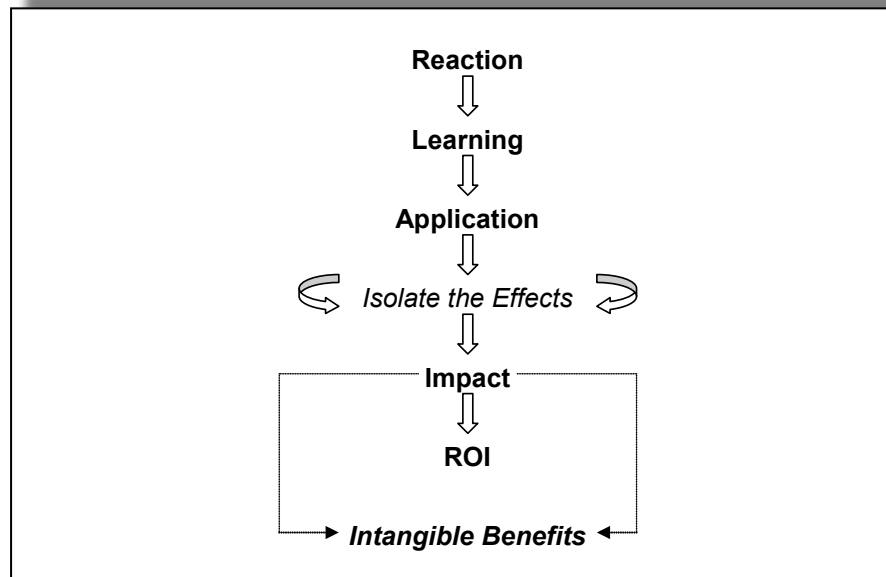 Reaction
Learning
Application
Isolate the Effects
Impact
ROI
Intangible Benefits